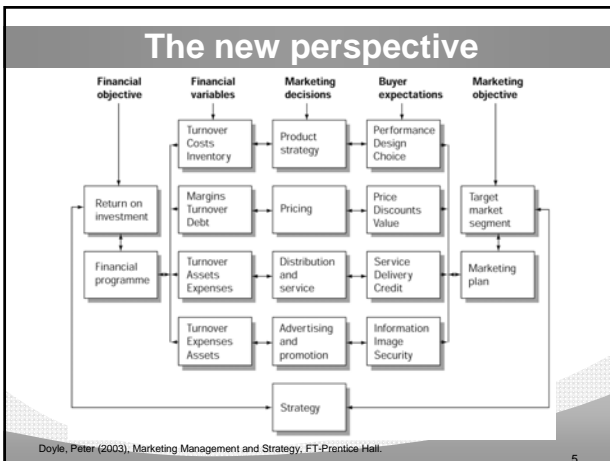 The new perspective
Financial objective
Financial variables
Marketing decisions
Buyer expectations
Marketing objective
Turnover
Costs
Inventory
Product
strategy
Performance
Design
Choice
Return on
investment
Margins
Turnover
Debt
Pricing
Price
Discounts
Value
Target
market
segment
Financial
programme
Turnover
Assets
Expenses
Distribution
and
service
Service
Delivery
Credit
Marketing
plan
Turnover
Expenses
Assets
Advertising
and
promotion
Information
Image
Security
Strategy
Doyle, Peter (2003), Marketing Management and Strategy, FT-Prentice Hall.
5